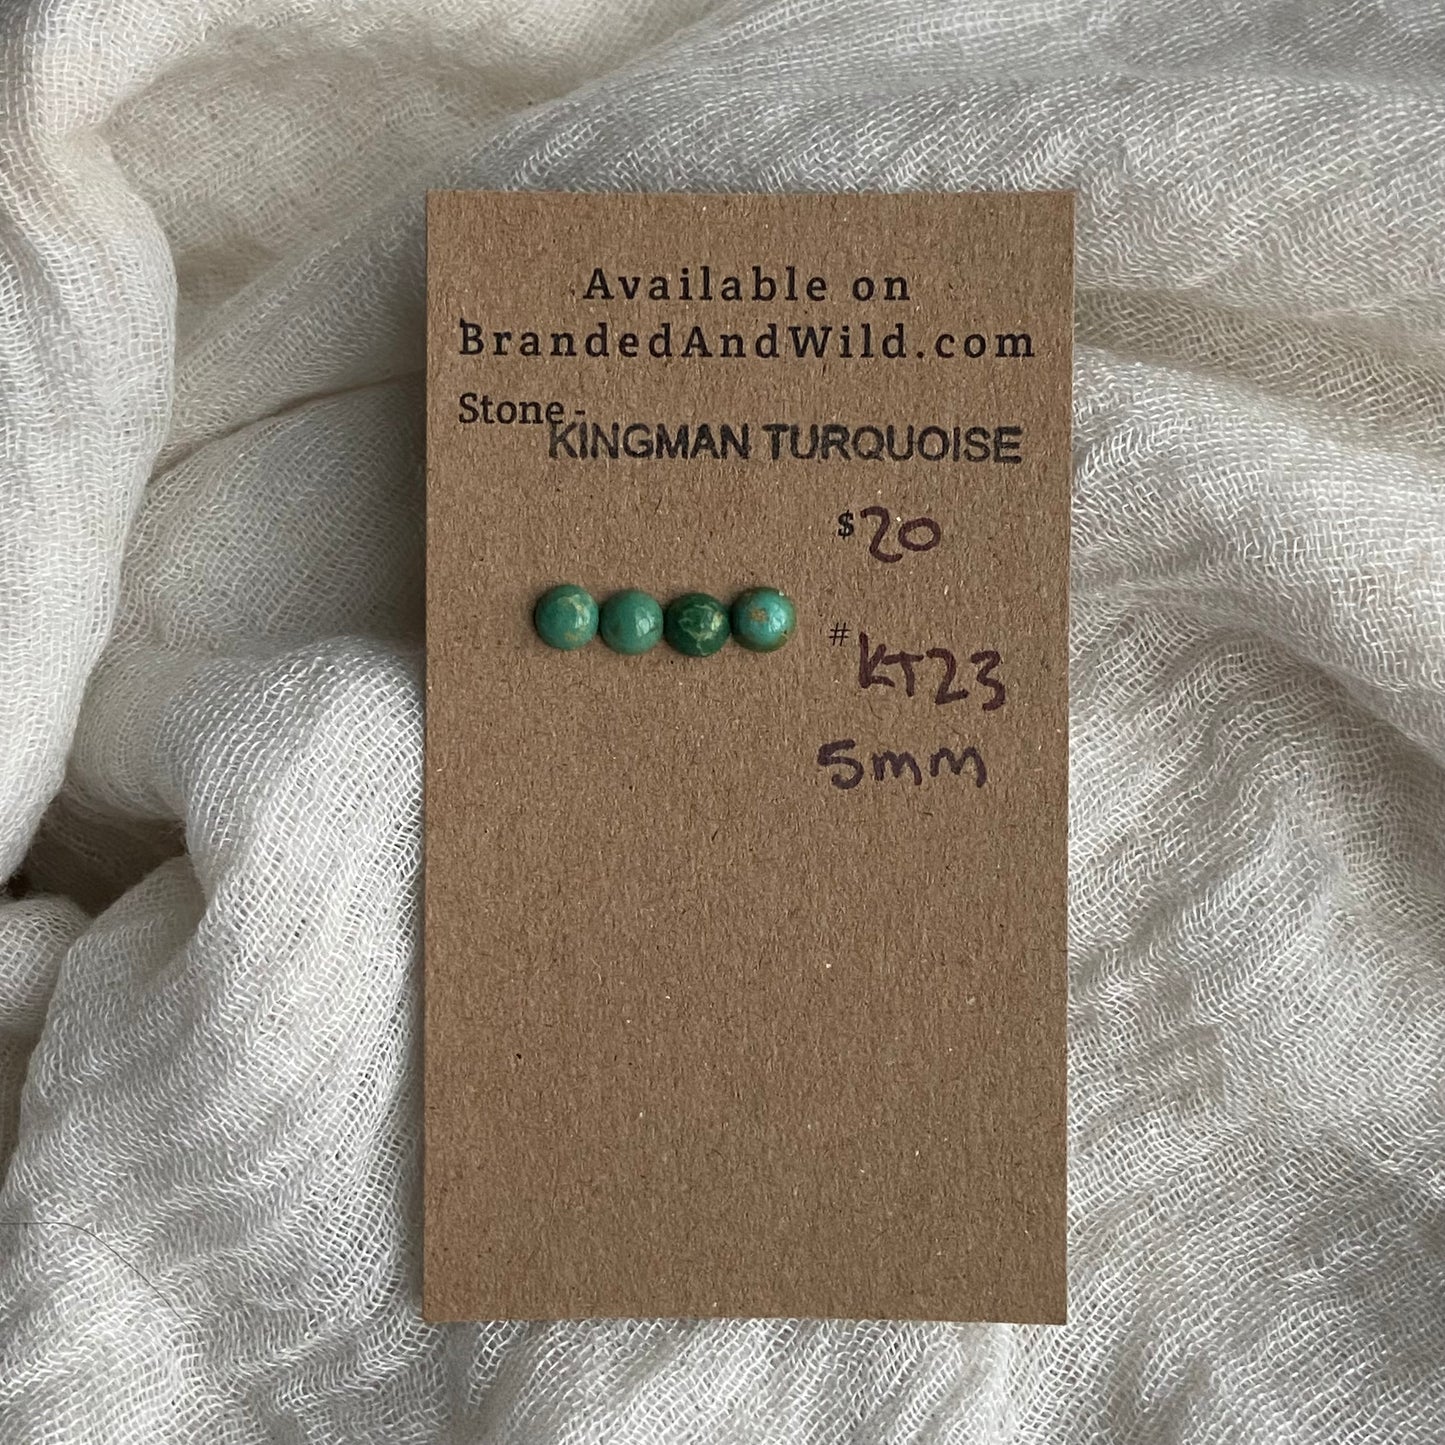 Available on
BrandedAndWild.com
Stone-
KINGMAN TURQUOISE
$20
#KT23
5mm